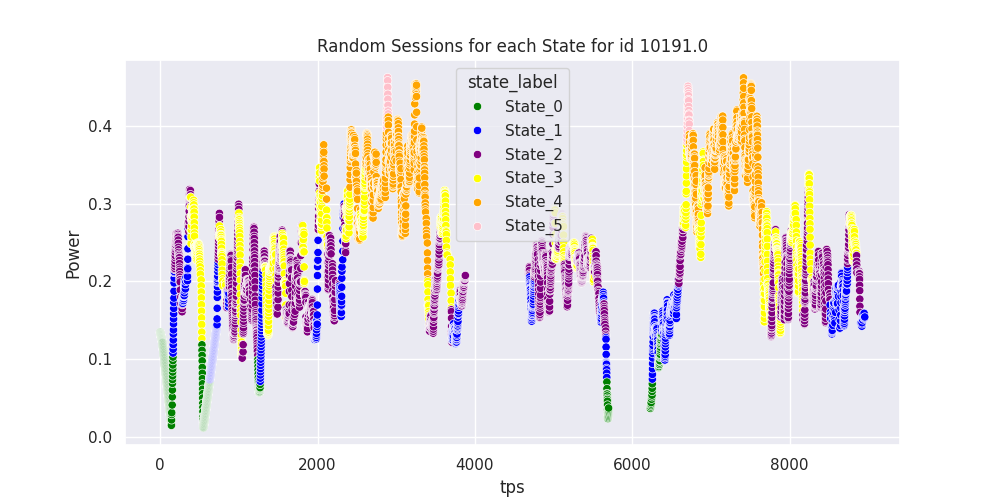 Random Sessions for each State for id 10191.0
state_label
State_0
State_1
State_2
State_3
State_4
State_5
Power
0.4
0.3
0.2
0.1
0.0
0
2000
4000
6000
8000
tps